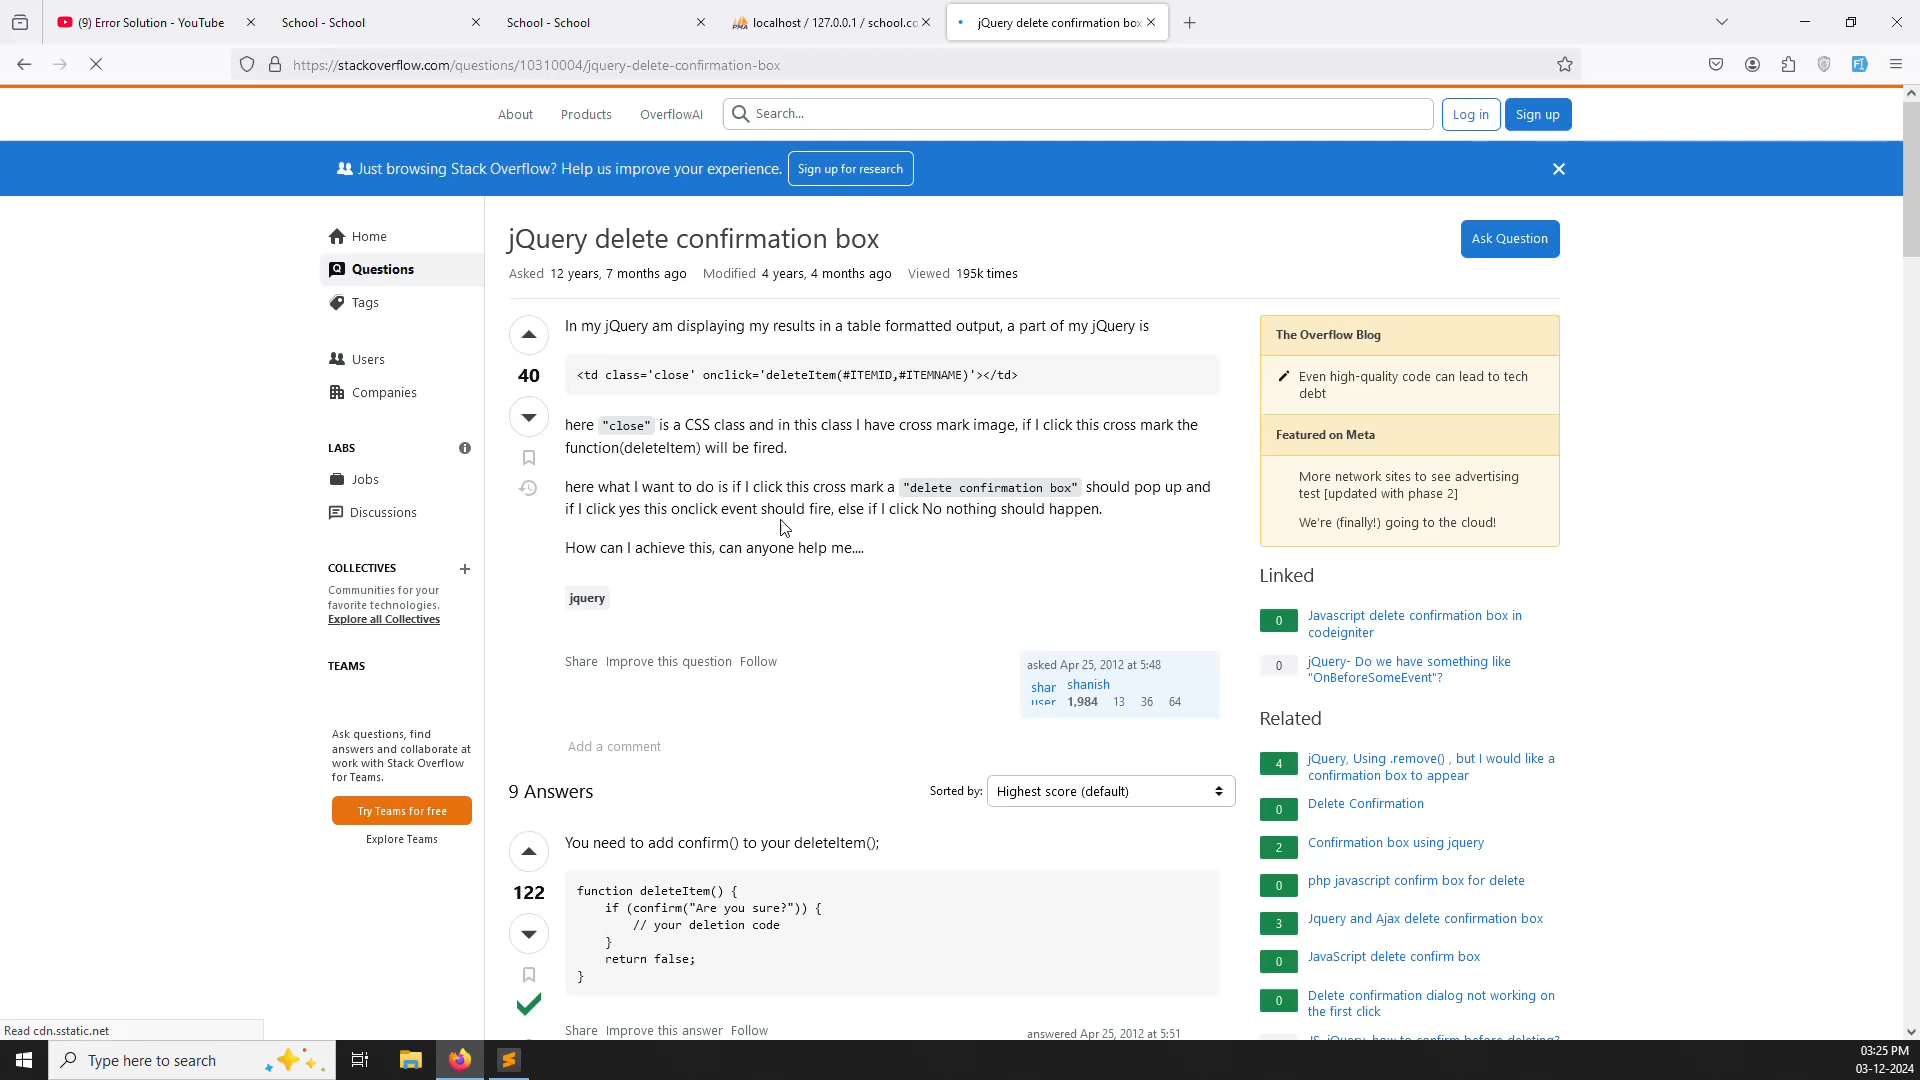 (9) Error Solution - YouTube
School - School
School - School
localhost / 127.0.0.1 / school.co
jQuery delete confirmation box
https://stackoverflow.com/questions/10310004/jquery-delete-confirmation-box
About
Products
OverflowAI
Search...
Log in
Sign up
Just browsing Stack Overflow? Help us improve your experience.
Sign up for research
Home
Questions
Tags
Users
Companies
LABS
Jobs
Discussions
COLLECTIVES
Communities for your
favorite technologies.
Explore all Collectives
TEAMS
Ask questions, find
answers and collaborate at
work with Stack Overflow
for Teams.
Try Teams for free
Explore Teams
jQuery delete confirmation box
Ask Question
Asked 12 years, 7 months ago Modified 4 years, 4 months ago Viewed 195k times
In my jQuery am displaying my results in a table formatted output, a part of my jQuery is
40
<td class='close' onclick='deleteItem(#ITEMID,#ITEMNAME)'></td>
here "close" is a CSS class and in this class I have cross mark image, if I click this cross mark the
function(deleteItem) will be fired.
here what I want to do is if I click this cross mark a "delete confirmation box" should pop up and
if I click yes this onclick event should fire, else if I click No nothing should happen.
How can I achieve this, can anyone help me....
jquery
Share Improve this question Follow
asked Apr 25, 2012 at 5:48
shar
user
shanish
1,984 13 36 64
Add a comment
9 Answers
Sorted by:
Highest score (default)
You need to add confirm() to your deleteItem();
122
function deleteItem() {
if (confirm("Are you sure?")) {
// your deletion code
}
return false;
}
Share Improve this answer Follow
answered Apr 25, 2012 at 5:51
The Overflow Blog
Even high-quality code can lead to tech
debt
Featured on Meta
More network sites to see advertising
test [updated with phase 2]
We're (finally!) going to the cloud!
Linked
0 Javascript delete confirmation box in
codeigniter
0 jQuery- Do we have something like
"OnBeforeSomeEvent"?
Related
4 jQuery, Using .remove() , but I would like a
confirmation box to appear
0 Delete Confirmation
2 Confirmation box using jquery
0 php javascript confirm box for delete
3 Jquery and Ajax delete confirmation box
0 JavaScript delete confirm box
0 Delete confirmation dialog not working on
the first click
JS jQuery, how to confirm before deleting?
Read cdn.sstatic.net
Type here to search
03:25 PM
03-12-2024